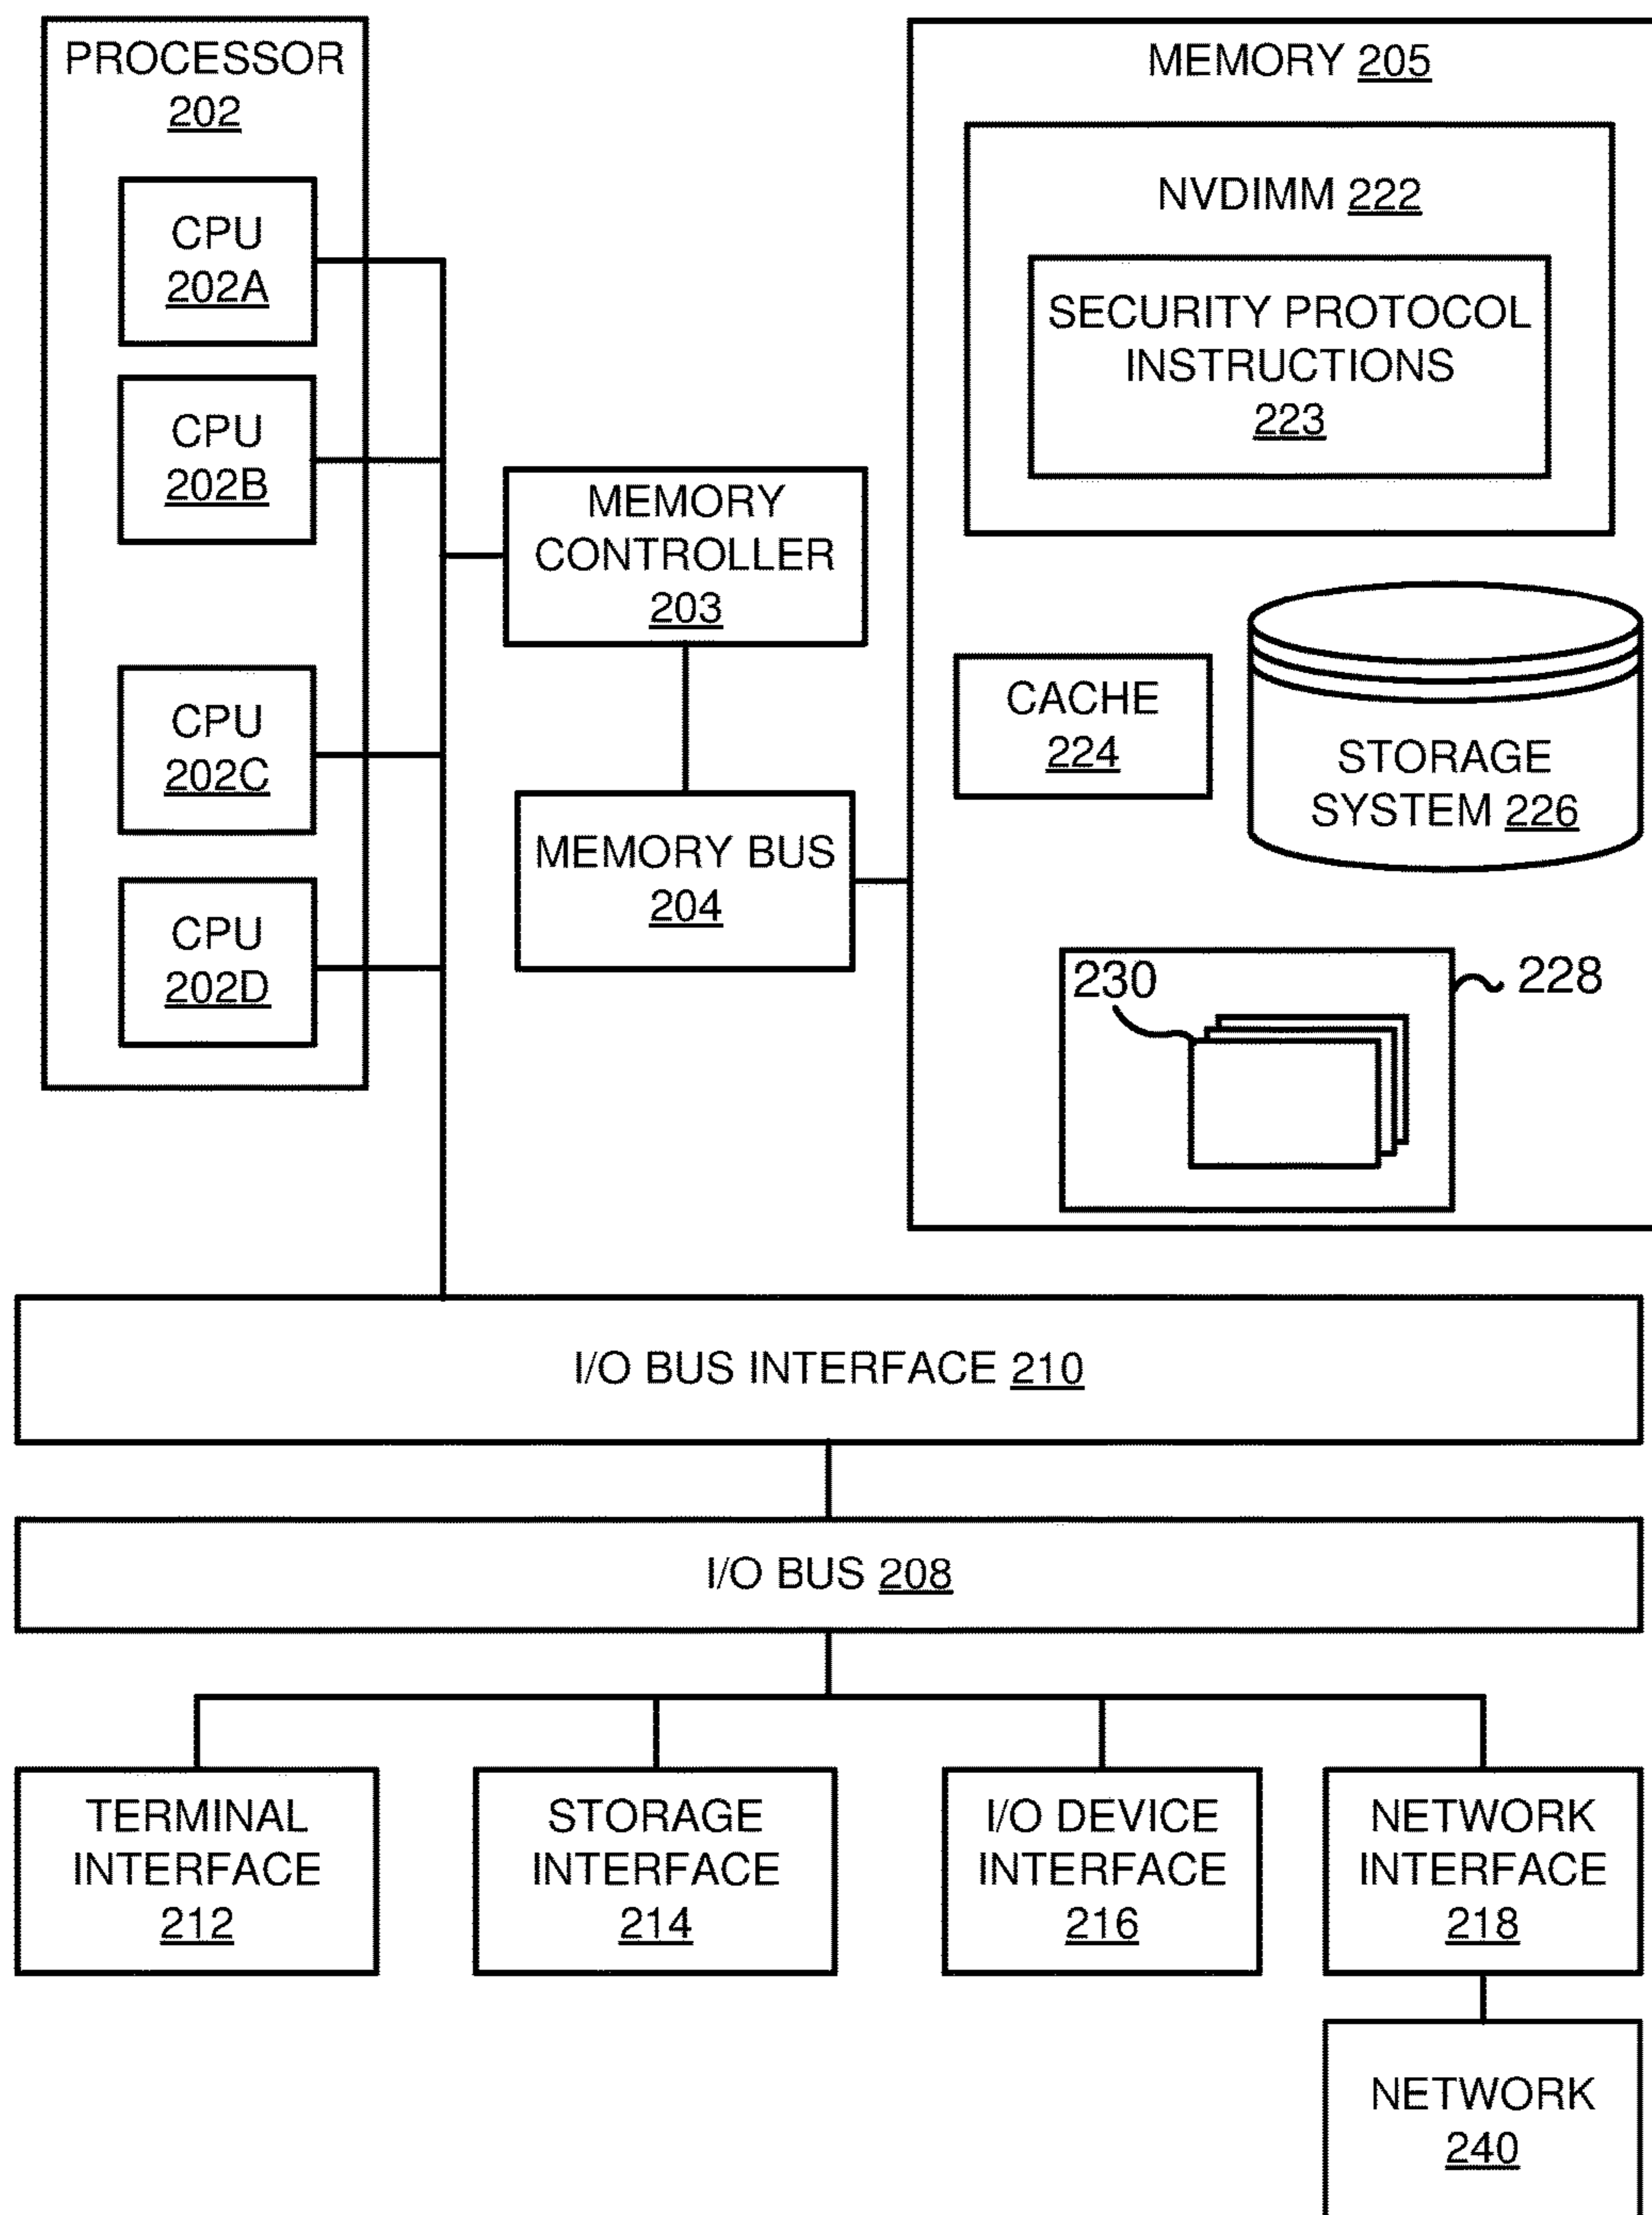 PROCESSOR
202
CPU
202A
CPU
202B
CPU
202C
CPU
202D
MEMORY
CONTROLLER
203
MEMORY BUS
204
MEMORY 205
NVDIMM 222
SECURITY PROTOCOL
INSTRUCTIONS
223
CACHE
224
STORAGE
SYSTEM 226
230
228
I/O BUS INTERFACE 210
I/O BUS 208
TERMINAL
INTERFACE
212
STORAGE
INTERFACE
214
I/O DEVICE
INTERFACE
216
NETWORK
INTERFACE
218
NETWORK
240